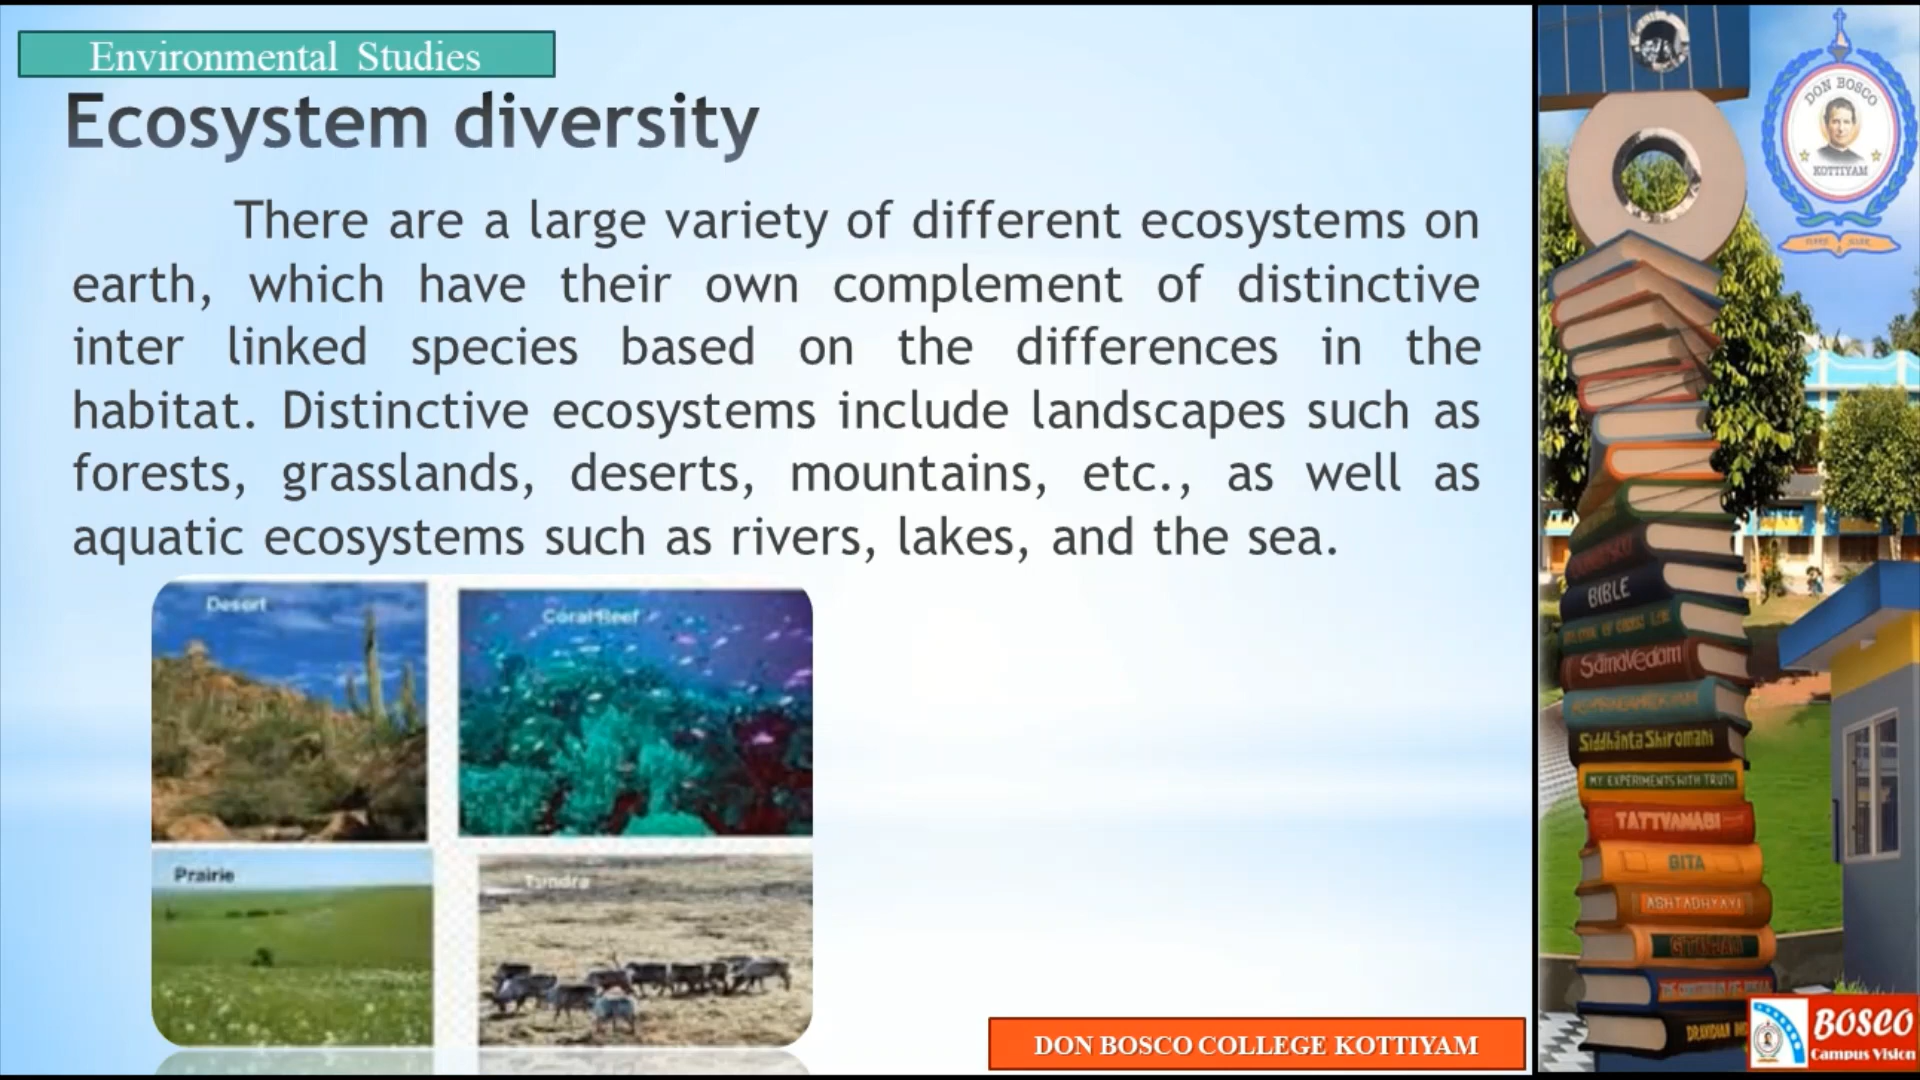 Environmental Studies
Ecosystem diversity
There are a large variety of different ecosystems on
earth, which have their own complement of distinctive
inter linked species based on the differences in the
habitat. Distinctive ecosystems include landscapes such as
forests, grasslands, deserts, mountains, etc., as well as
aquatic ecosystems such as rivers, lakes, and the sea.
Desert
Coral Reef
Prairie
Tundra
DON BOSCO COLLEGE KOTTIYAM
DON BOSCO
KOTTIYAM
BIBLE
SamaVedam
Siddhanta Shiromani
MY EXPERIMENTS WITH TRUTH
TATTVAMASI
GITA
ASHTADHYAYI
BOSCO
Campus Vision